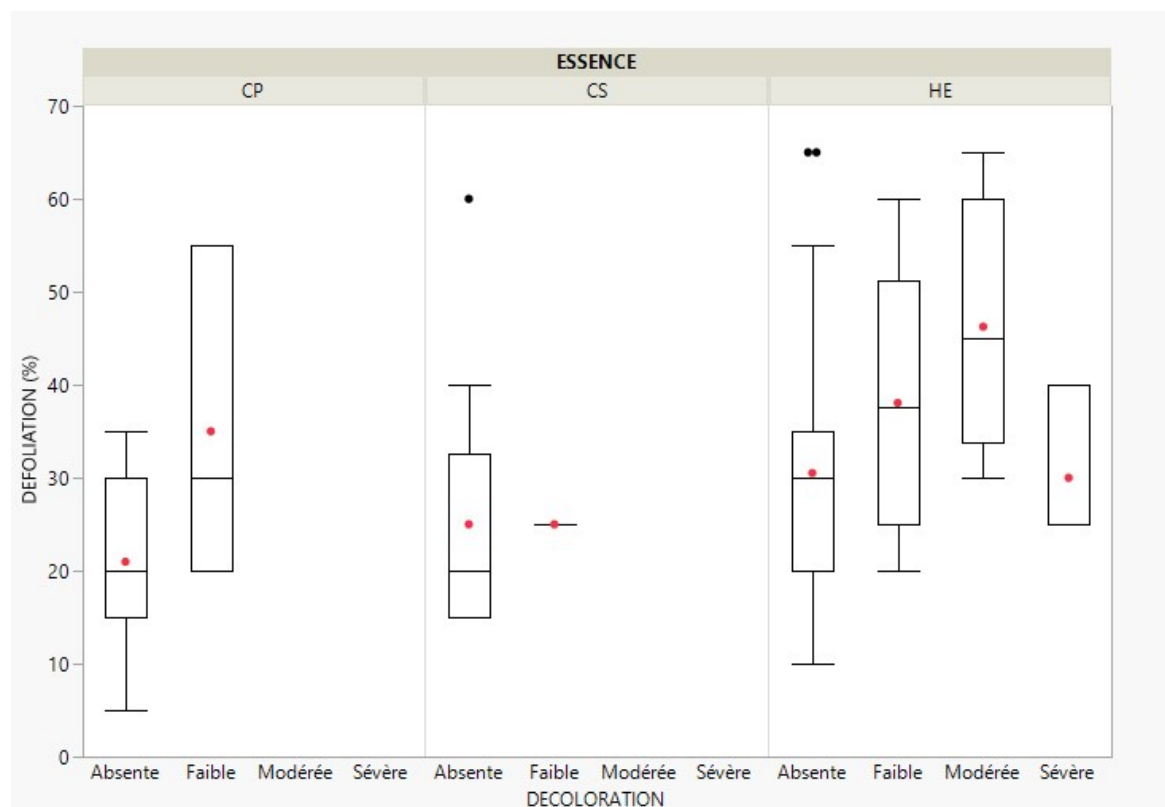 ESSENCE
CP CS HE
70
60
50
40
30
20
10
0
DEFOLIATION (%)
Absente Faible Modérée Sévère Absente Faible Modérée Sévère Absente Faible Modérée Sévère
DECOLORATION